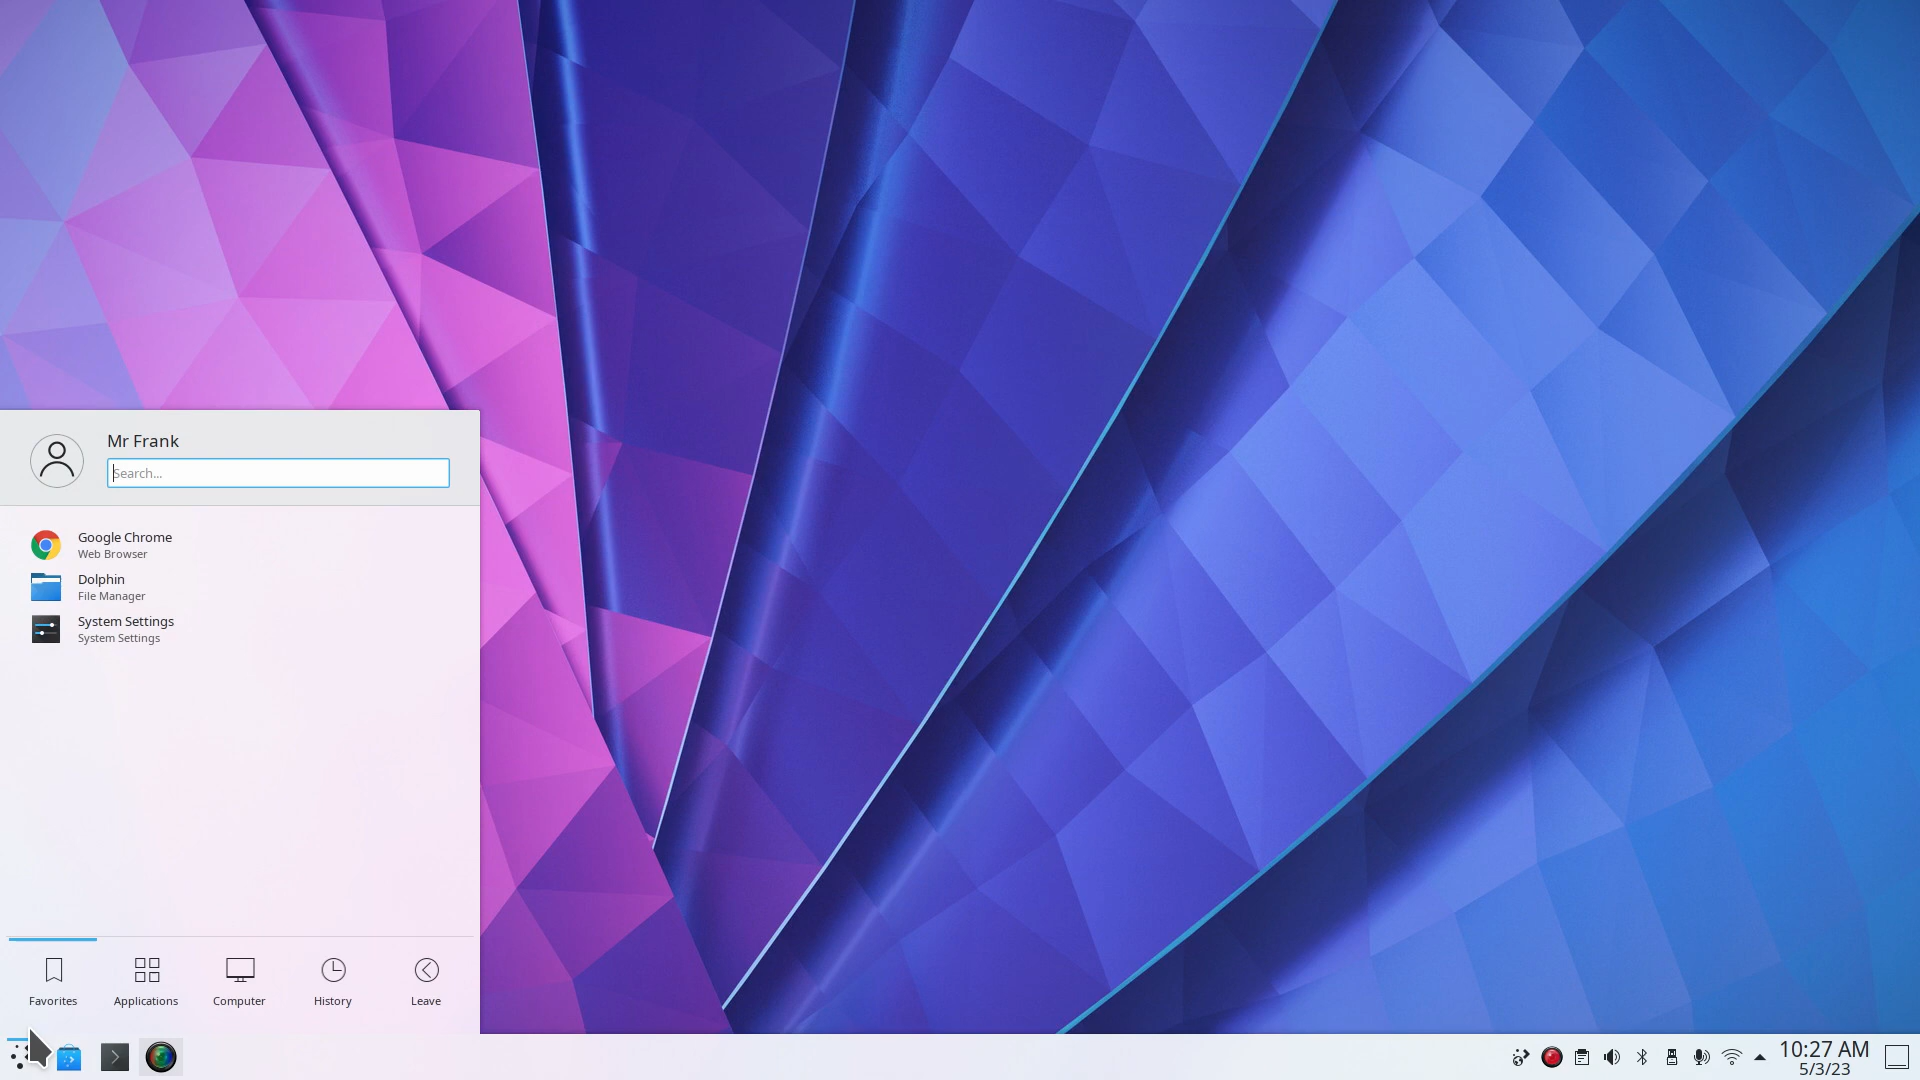 Mr Frank
Search...
Google Chrome
Web Browser
Dolphin
File Manager
System Settings
System Settings
Favorites
Applications
Computer
History
Leave
10:27 AM
5/3/23